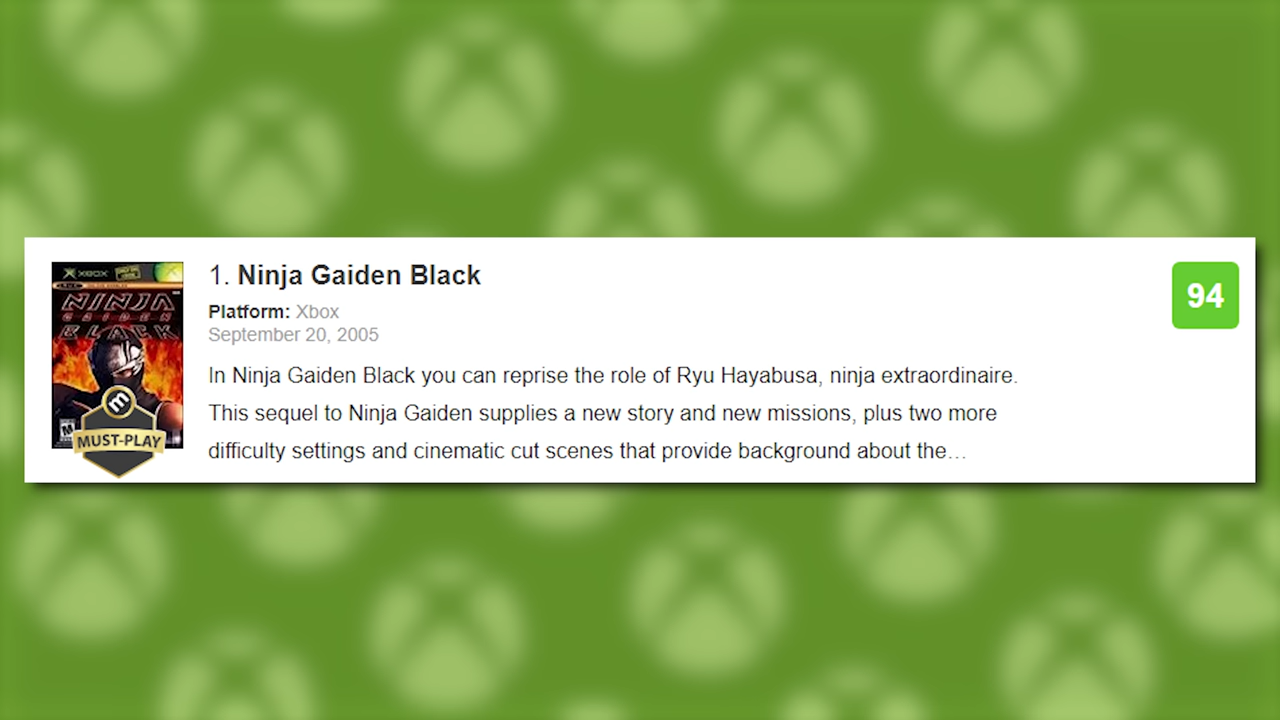 1. Ninja Gaiden Black
94
Platform: Xbox
September 20, 2005
In Ninja Gaiden Black you can reprise the role of Ryu Hayabusa, ninja extraordinaire.
This sequel to Ninja Gaiden supplies a new story and new missions, plus two more
difficulty settings and cinematic cut scenes that provide background about the…
XBOX
NINJA
GAIDEN
BLACK
M
MUST-PLAY